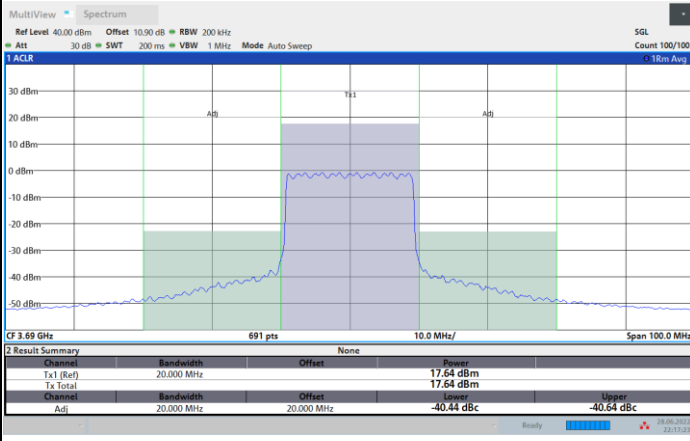 MultiView Spectrum
Ref Level 40.00 dBm Offset 10.90 dB RBW 200 kHz SGL
Att 30 dB SWT 200 ms VBW 1 MHz Mode Auto Sweep Count 100/100
1 ACLR 1Rm Avg
30 dBm
Tx1
20 dBm
Adj Adj
10 dBm
0 dBm
-10 dBm
-20 dBm
-30 dBm
-40 dBm
-50 dBm
CF 3.69 GHz 691 pts 10.0 MHz/ Span 100.0 MHz
2 Result Summary None
Channel Bandwidth Offset Power
Tx1 (Ref) 20.000 MHz 17.64 dBm
Tx Total 17.64 dBm
Channel Bandwidth Offset Lower Upper
Adj 20.000 MHz 20.000 MHz -40.44 dBc -40.64 dBc
Ready